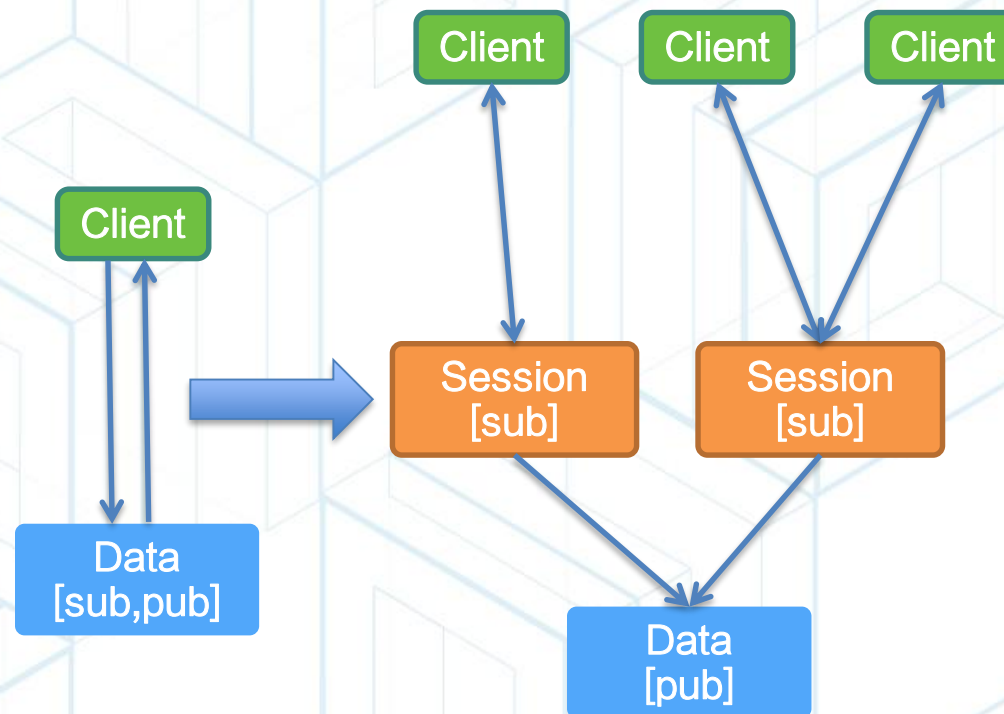 Client
Client
Client
Client
Session
[sub]
Session
[sub]
Data
[sub,pub]
Data
[pub]